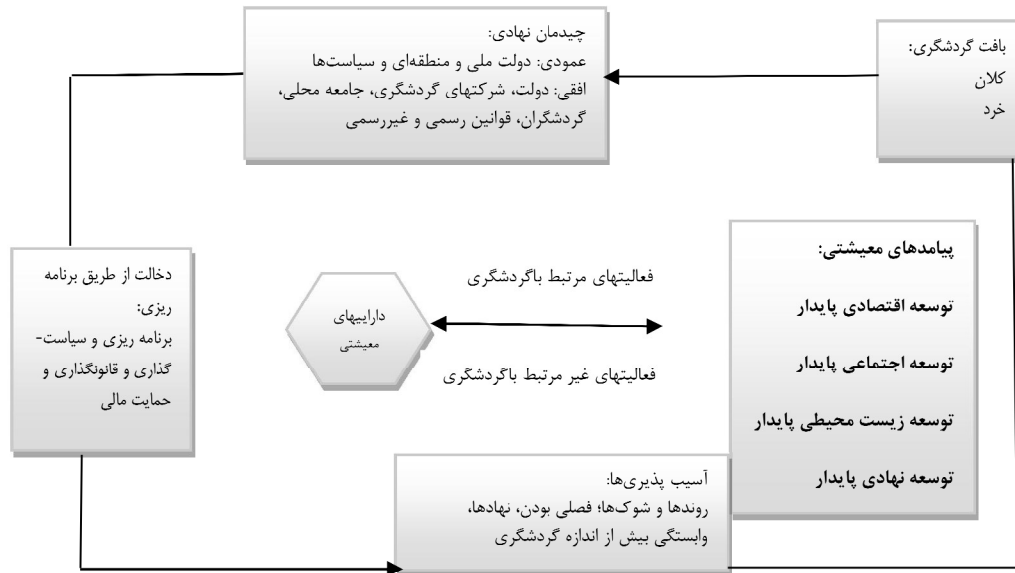 بافت گردشگری:
کلان
خرد
چیدمان نهادی:
عمودی: دولت ملی و منطقه‌ای و سیاست‌ها
افقی: دولت، شرکتهای گردشگری، جامعه محلی،
گردشگران، قوانین رسمی و غیررسمی
دخالت از طریق برنامه
ریزی:
برنامه ریزی و سیاست-
گذاری و قانونگذاری و
حمایت مالی
داراییهای
معیشتی
فعالیتهای مرتبط باگردشگری
فعالیتهای غیر مرتبط باگردشگری
پیامدهای معیشتی:
توسعه اقتصادی پایدار
توسعه اجتماعی پایدار
توسعه زیست محیطی پایدار
توسعه نهادی پایدار
آسیب پذیری‌ها:
روندها و شوک‌ها؛ فصلی بودن، نهادها،
وابستگی بیش از اندازه گردشگری